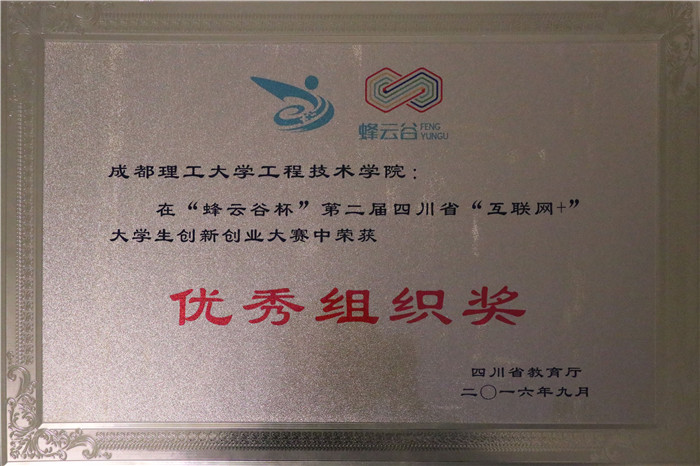 蜂云谷 FENG YUNGU
成都理工大学工程技术学院：
在“蜂云谷杯”第二届四川省“互联网+”
大学生创新创业大赛中荣获
优秀组织奖
四川省教育厅
二〇一六年九月